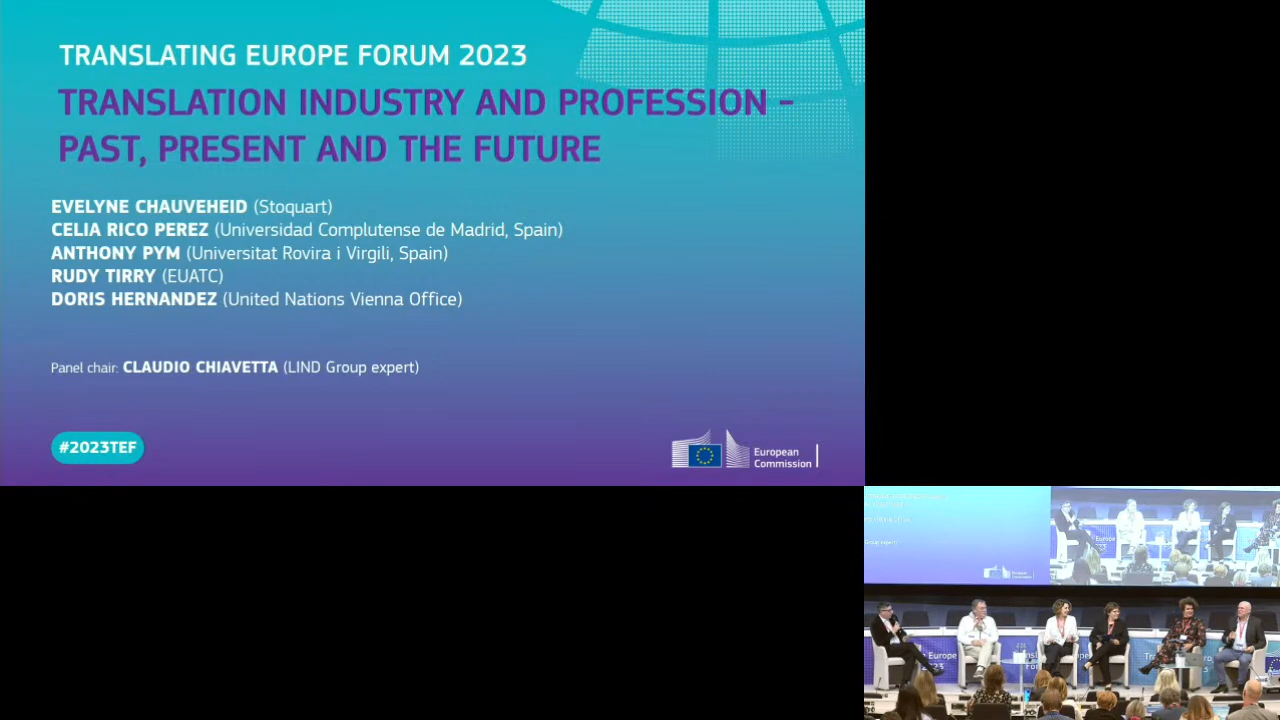 TRANSLATING EUROPE FORUM 2023
TRANSLATION INDUSTRY AND PROFESSION –
PAST, PRESENT AND THE FUTURE
EVELYNE CHAUVEHEID (Stoquart)
CELIA RICO PEREZ (Universidad Complutense de Madrid, Spain)
ANTHONY PYM (Universitat Rovira i Virgili, Spain)
RUDY TIRRY (EUATC)
DORIS HERNANDEZ (United Nations Vienna Office)
Panel chair: CLAUDIO CHIAVETTA (LIND Group expert)
#2023TEF
European
Commission